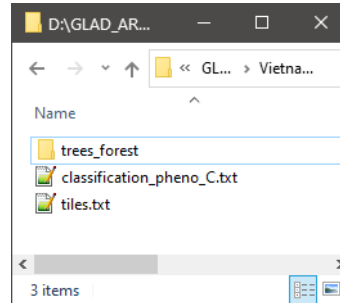 D:\GLAD_AR...
« GL... > Vietna...
Name
trees_forest
classification_pheno_C.txt
tiles.txt
3 items